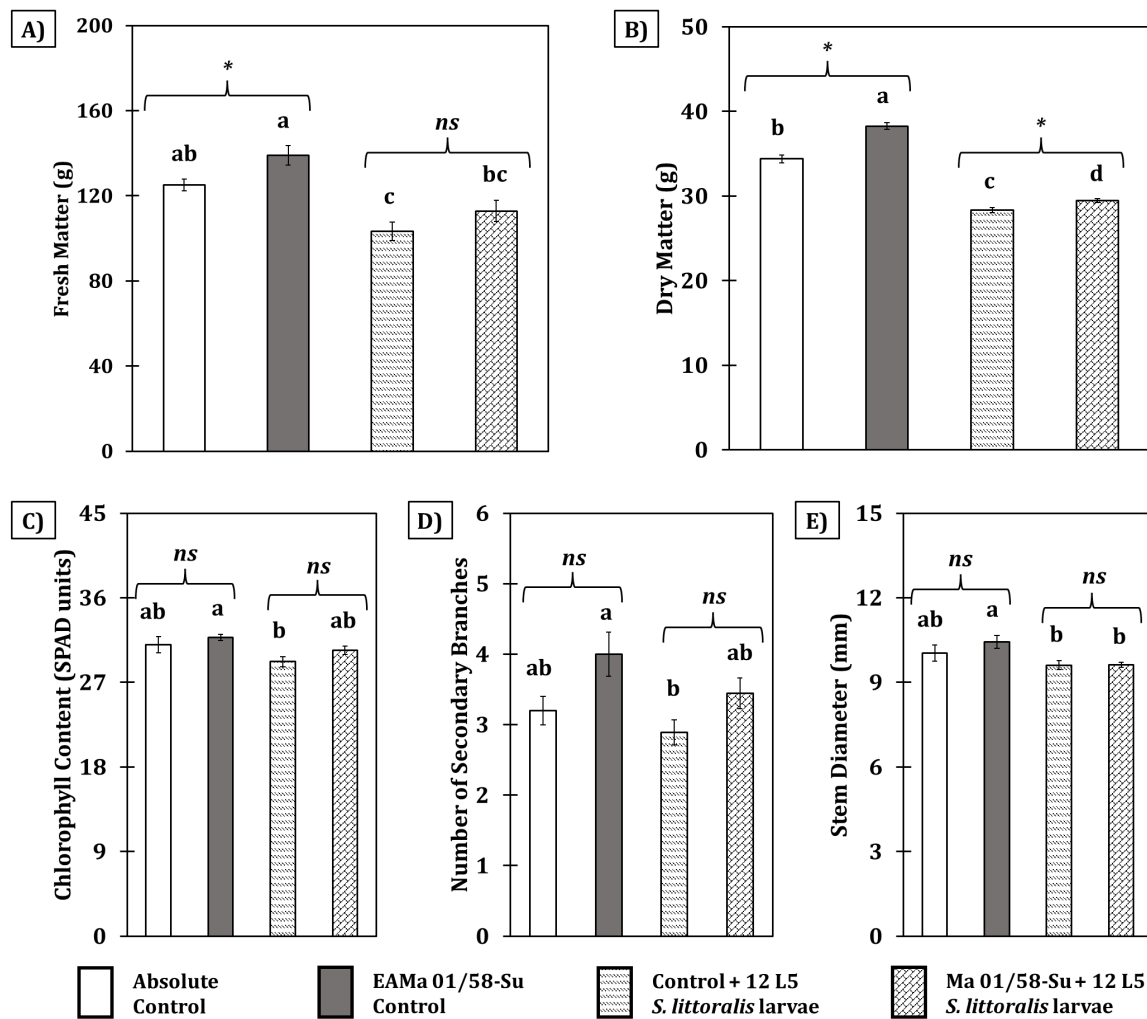 A)
Fresh Matter (g)
200
160
120
80
40
0
*
ab
a
ns
c
bc
B)
Dry Matter (g)
50
40
30
20
10
0
*
b
a
*
c
d
C)
Chlorophyll Content (SPAD units)
45
36
27
18
9
0
ns
ab
a
ns
b
ab
D)
Number of Secondary Branches
6
5
4
3
2
1
0
ns
ab
a
ns
b
ab
E)
Stem Diameter (mm)
15
12
9
6
3
0
ns
ab
a
ns
b
b
Absolute
Control
EAMa 01/58-Su
Control
Control + 12 L5
S. littoralis larvae
Ma 01/58-Su + 12 L5
S. littoralis larvae